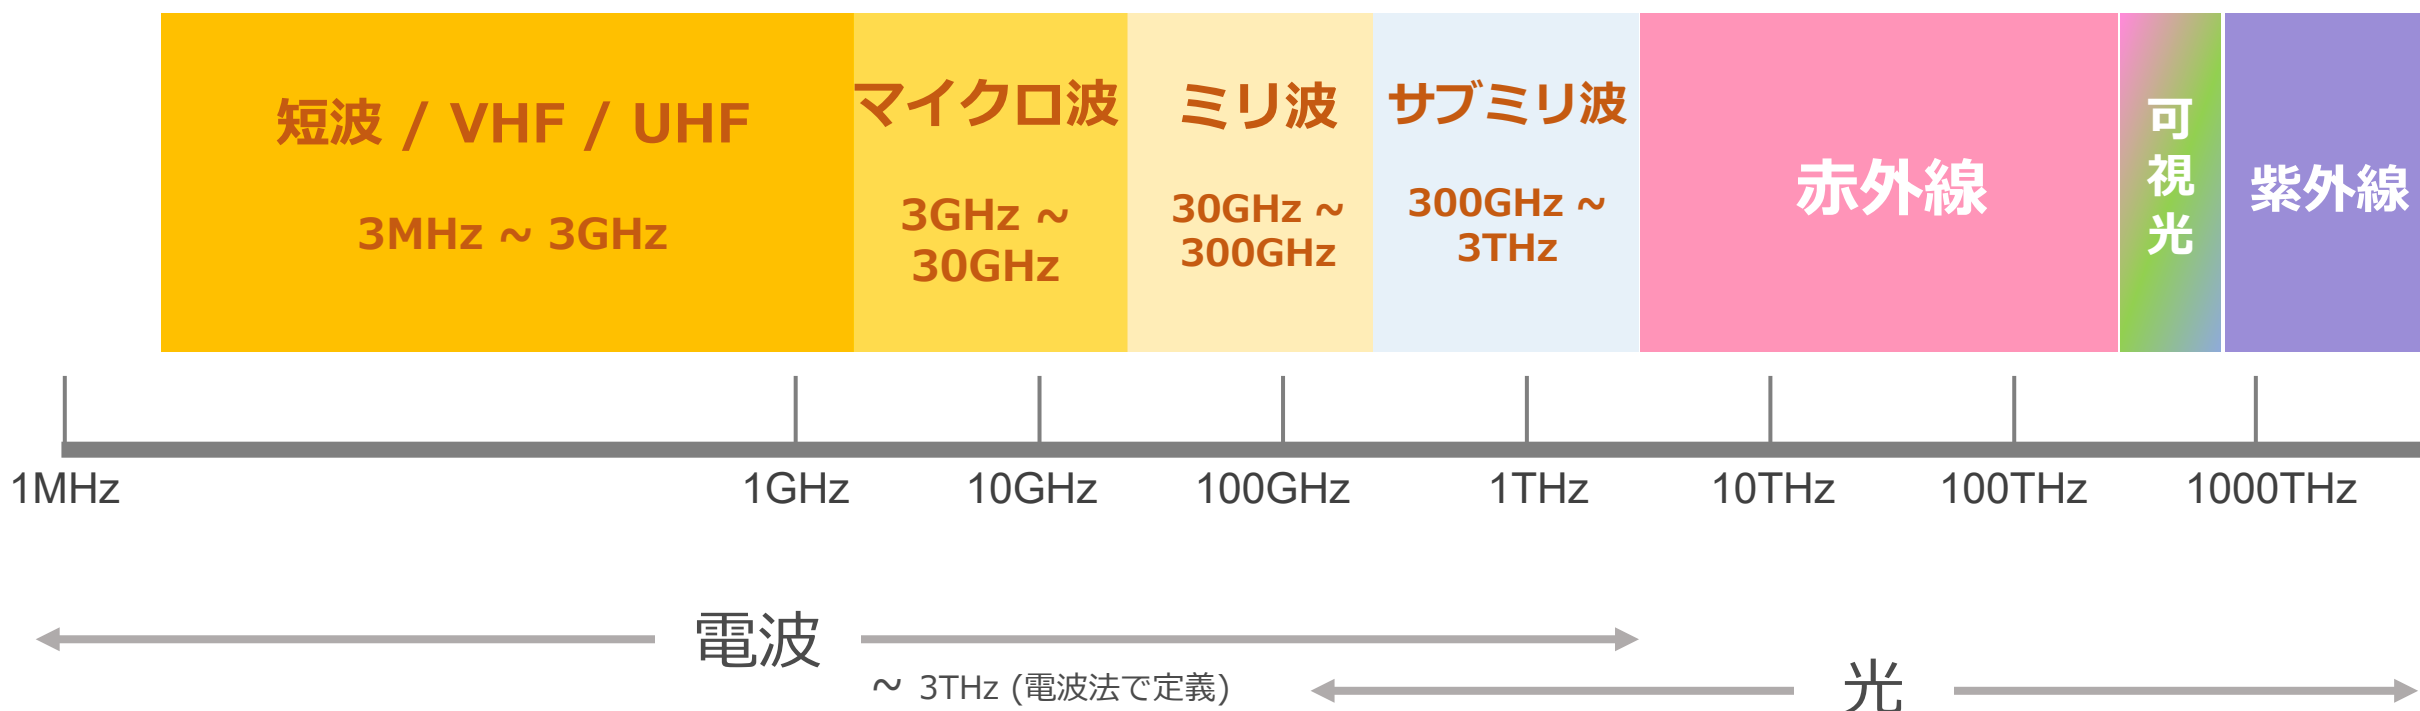 短波 / VHF / UHF
3MHz ~ 3GHz
マイクロ波
3GHz ~
30GHz
ミリ波
30GHz ~
300GHz
サブミリ波
300GHz ~
3THz
赤外線
可視光
紫外線
1MHz
1GHz
10GHz
100GHz
1THz
10THz
100THz
1000THz
電波
~ 3THz (電波法で定義)
光